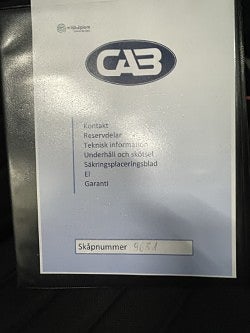 CAB
Kontakt
Reservdelar
Teknisk information
Underhåll och skötsel
Säkringsplaceringsblad
El
Garanti
Skåpnummer 9651